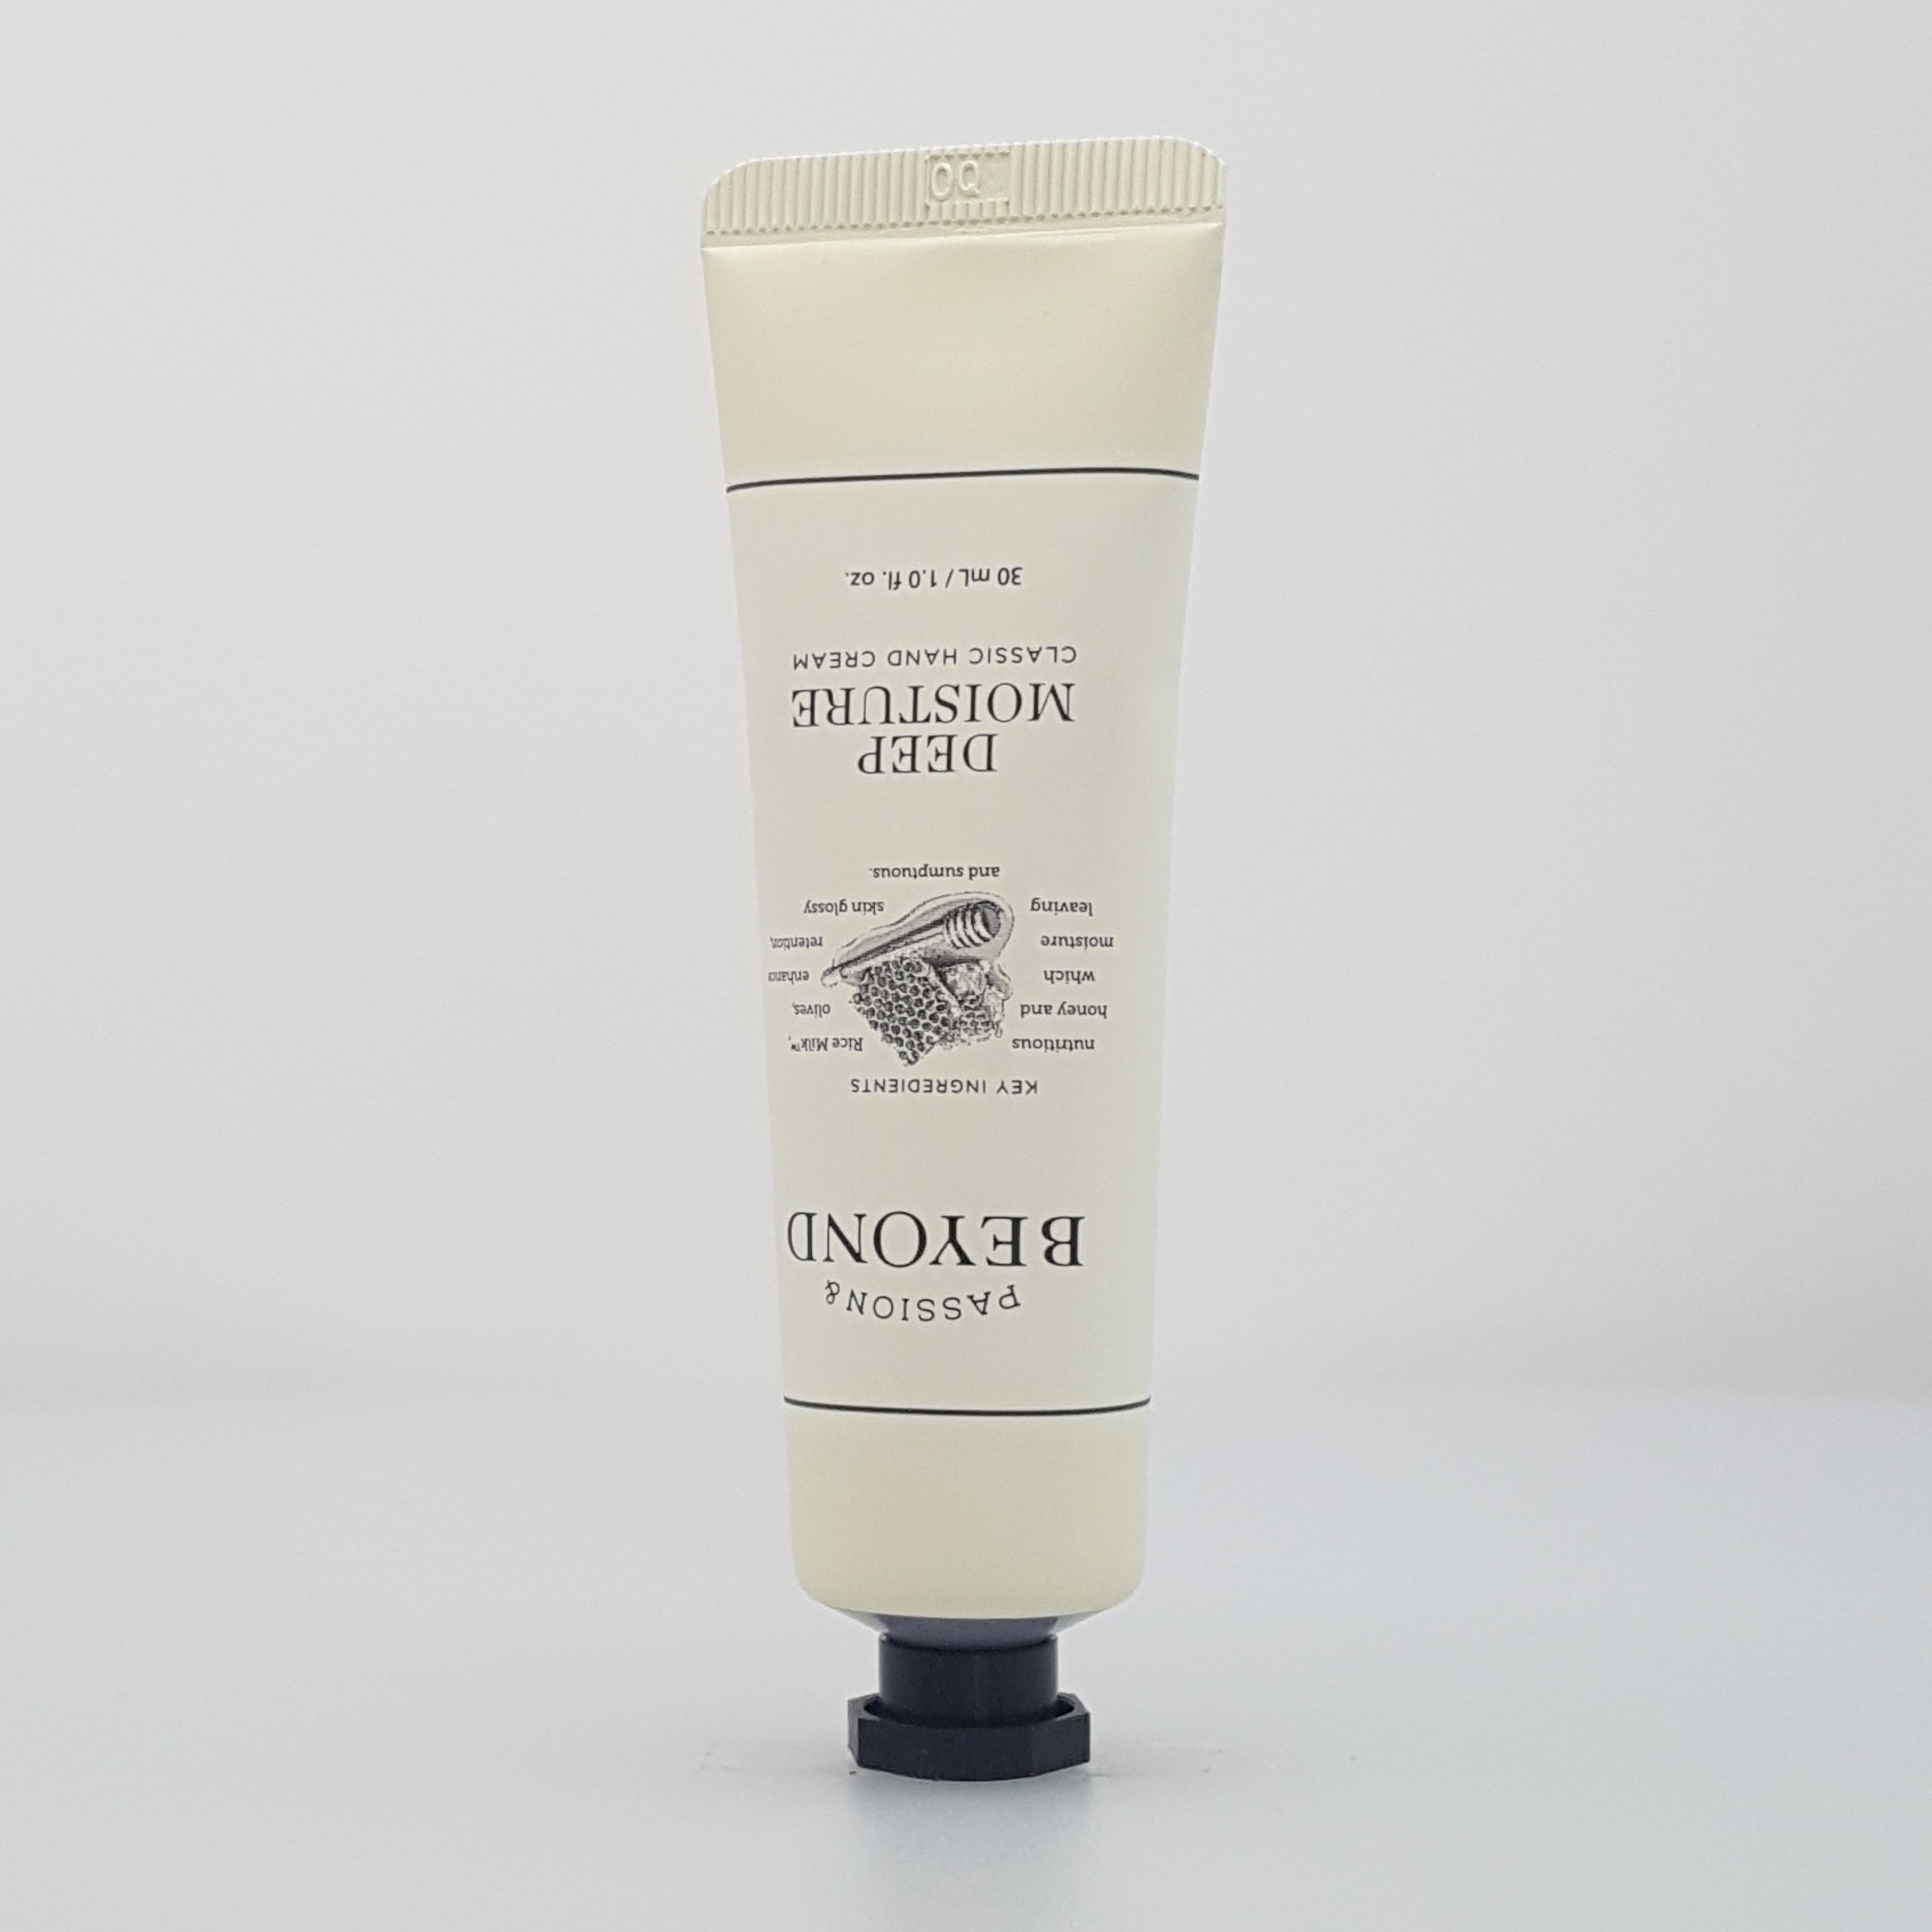 PASSION &
BEYOND
KEY INGREDIENTS
nutritious Rice Milk™,
honey and olives,
which enhance
moisture retention,
leaving skin glossy
and sumptuous.
DEEP
MOISTURE
CLASSIC HAND CREAM
30 mL / 1.0 fl. oz.